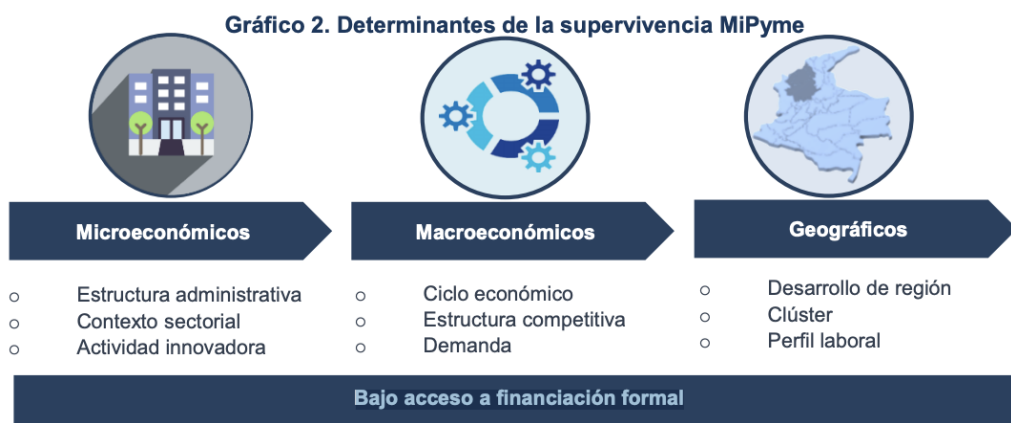 Gráfico 2. Determinantes de la supervivencia MiPyme
Microeconómicos
o Estructura administrativa
o Contexto sectorial
o Actividad innovadora
Macroeconómicos
o Ciclo económico
o Estructura competitiva
o Demanda
Geográficos
o Desarrollo de región
o Clúster
o Perfil laboral
Bajo acceso a financiación formal